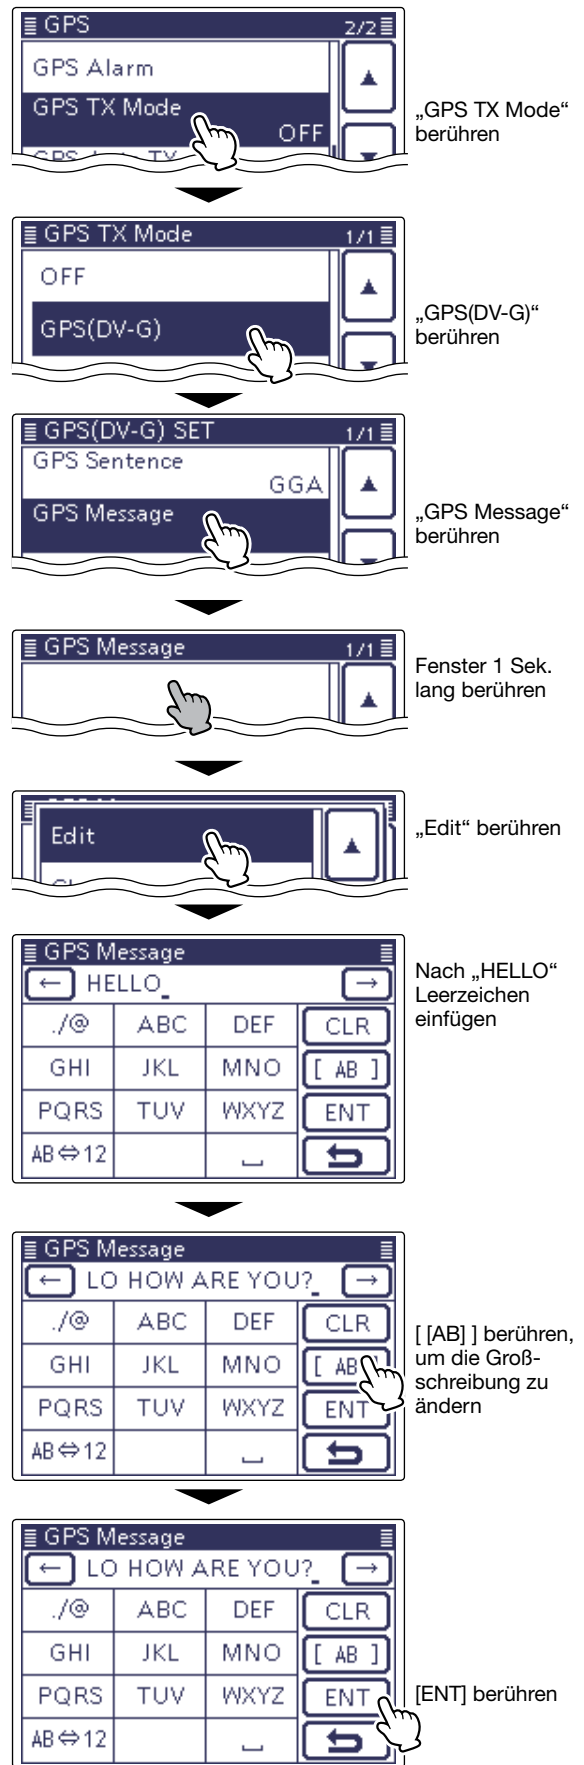 GPS 2/2
GPS Alarm
GPS TX Mode
OFF
„GPS TX Mode“
berühren
GPS TX Mode 1/1
OFF
GPS(DV-G)
„GPS(DV-G)“
berühren
GPS(DV-G) SET 1/1
GPS Sentence
GGA
GPS Message
„GPS Message“
berühren
GPS Message 1/1
Fenster 1 Sek.
lang berühren
Edit
„Edit“ berühren
GPS Message
← HELLO_ →
./@ ABC DEF CLR
GHI JKL MNO [ AB ]
PQRS TUV WXYZ ENT
AB⇔12 ⎵ ⮌
Nach „HELLO“
Leerzeichen
einfügen
GPS Message
← LO HOW ARE YOU?_ →
./@ ABC DEF CLR
GHI JKL MNO [ AB
PQRS TUV WXYZ ENT
AB⇔12 ⎵ ⮌
[ [AB] ] berühren,
um die Groß-
schreibung zu
ändern
GPS Message
← LO HOW ARE YOU?_ →
./@ ABC DEF CLR
GHI JKL MNO [ AB ]
PQRS TUV WXYZ ENT
AB⇔12 ⎵ ⮌
[ENT] berühren